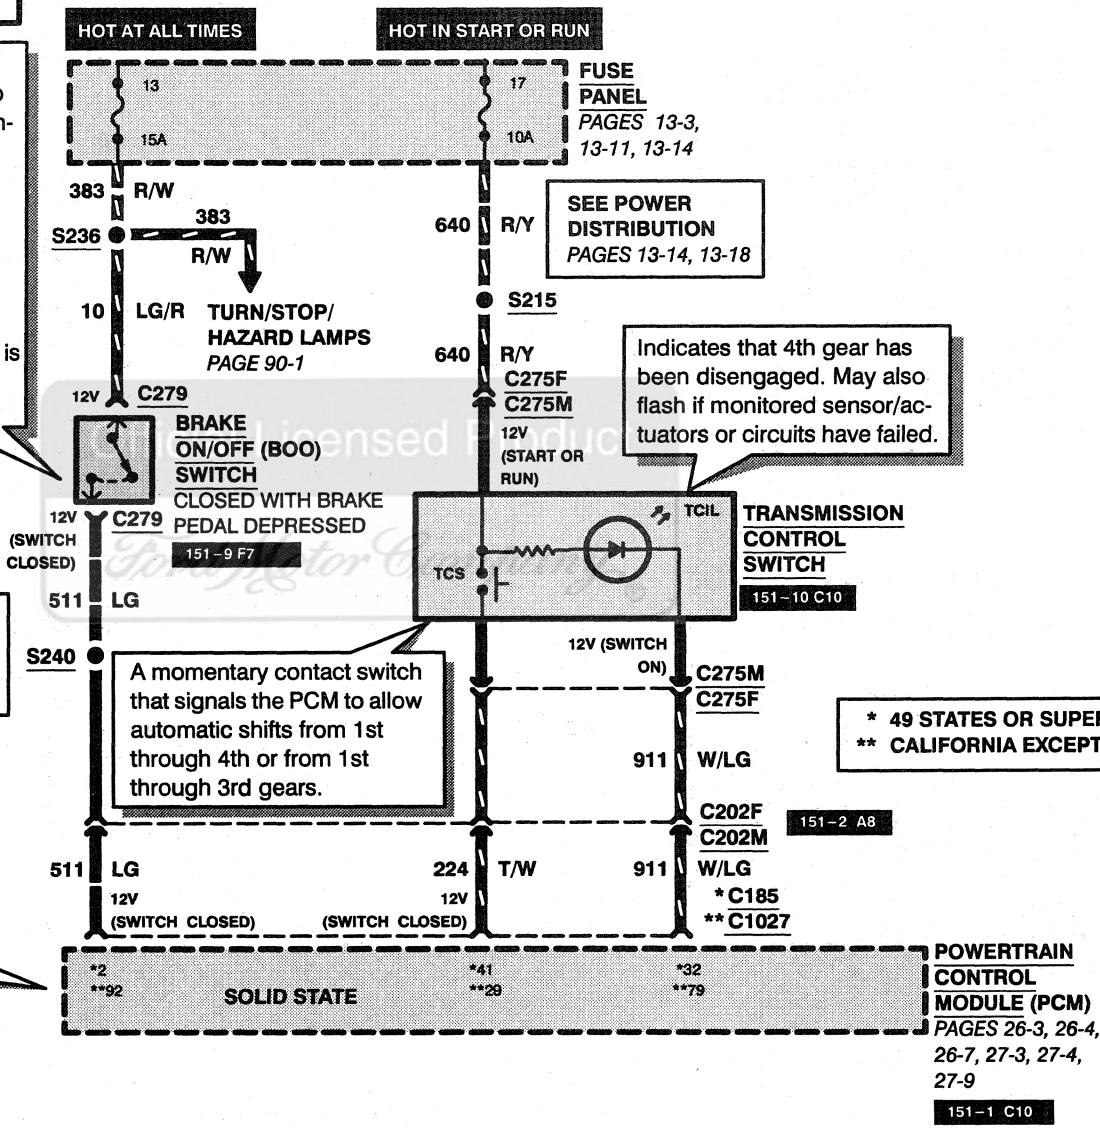 HOT AT ALL TIMES
HOT IN START OR RUN
13
15A
17
10A
FUSE
PANEL
PAGES 13-3,
13-11, 13-14
383 R/W
S236
383
R/W
10 LG/R
TURN/STOP/
HAZARD LAMPS
PAGE 90-1
640 R/Y
SEE POWER
DISTRIBUTION
PAGES 13-14, 13-18
S215
640 R/Y
is
Indicates that 4th gear has
been disengaged. May also
flash if monitored sensor/ac-
tuators or circuits have failed.
12V C279
C275F
C275M
12V
(START OR
RUN)
BRAKE
ON/OFF (BOO)
SWITCH
CLOSED WITH BRAKE
PEDAL DEPRESSED
151-9 F7
Official Licensed Product
Ford Motor Company
©
12V
(SWITCH
CLOSED)
C279
TCIL
TCS
TRANSMISSION
CONTROL
SWITCH
151-10 C10
511 LG
S240
A momentary contact switch
that signals the PCM to allow
automatic shifts from 1st
through 4th or from 1st
through 3rd gears.
12V (SWITCH
ON)
C275M
C275F
* 49 STATES OR
** CALIFORNIA EXCEPT
911 W/LG
C202F
C202M
151-2 A8
511 LG
12V
(SWITCH CLOSED)
224 T/W
12V
(SWITCH CLOSED)
911 W/LG
* C185
** C1027
*2
**92
SOLID STATE
*41
**29
*32
**79
POWERTRAIN
CONTROL
MODULE (PCM)
PAGES 26-3, 26-4,
26-7, 27-3, 27-4,
27-9
151-1 C10